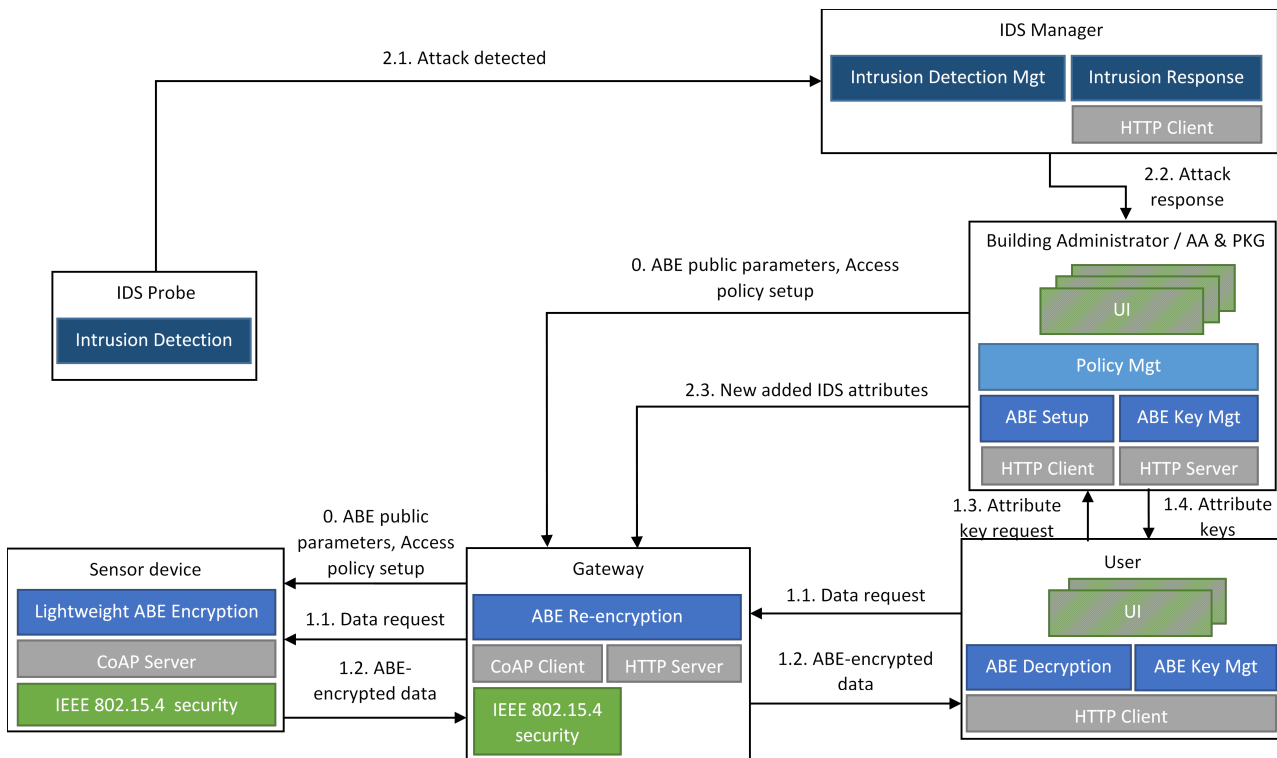 IDS Manager
2.1. Attack detected
Intrusion Detection Mgt
Intrusion Response
HTTP Client
2.2. Attack
response
Building Administrator / AA & PKG
0. ABE public parameters, Access
policy setup
IDS Probe
UI
Intrusion Detection
Policy Mgt
2.3. New added IDS attributes
ABE Setup
ABE Key Mgt
HTTP Client
HTTP Server
1.3. Attribute
key request
1.4. Attribute
keys
0. ABE public
parameters, Access
policy setup
Sensor device
Gateway
User
Lightweight ABE Encryption
1.1. Data request
ABE Re-encryption
1.1. Data request
UI
CoAP Server
1.2. ABE-
encrypted data
CoAP Client
HTTP Server
1.2. ABE-encrypted
data
ABE Decryption
ABE Key Mgt
IEEE 802.15.4  security
IEEE 802.15.4
security
HTTP Client